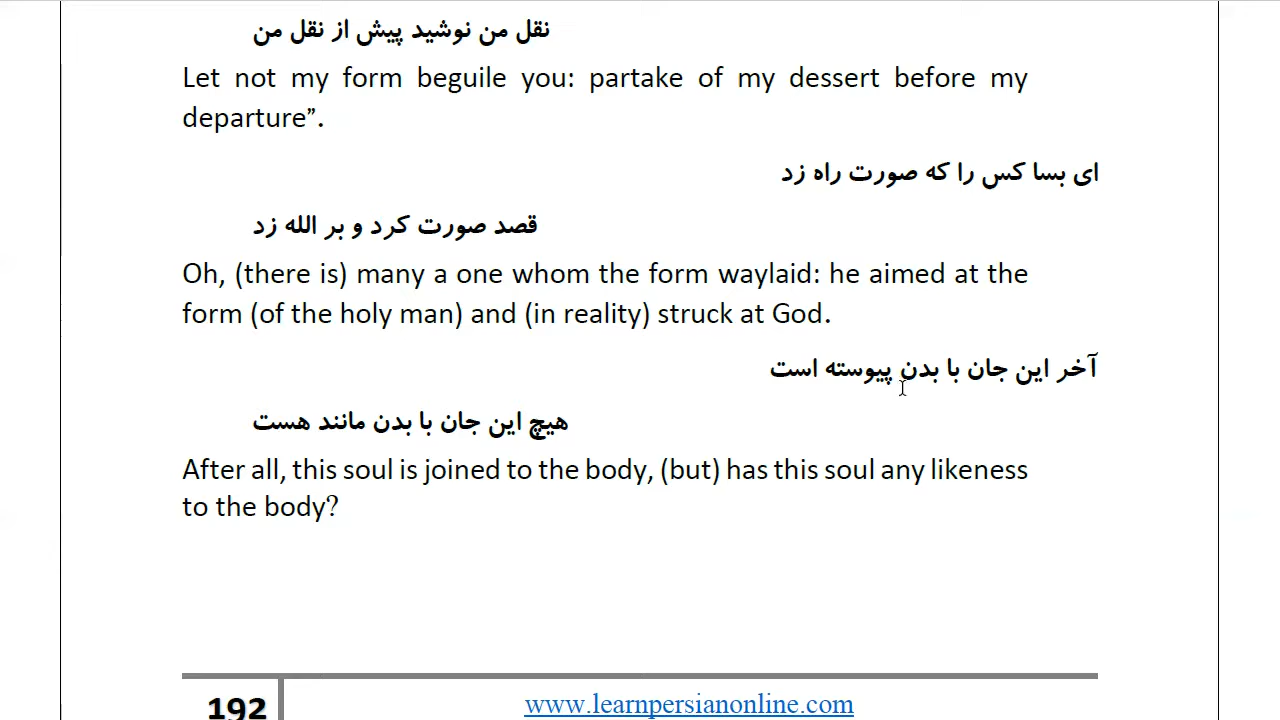 نقل من نوشید پیش از نقل من
Let not my form beguile you: partake of my dessert before my
departure”.
ای بسا کس را که صورت راه زد
قصد صورت کرد و بر الله زد
Oh, (there is) many a one whom the form waylaid: he aimed at the
form (of the holy man) and (in reality) struck at God.
آخر این جان با بدن پیوسته است
هیچ این جان با بدن مانند هست
After all, this soul is joined to the body, (but) has this soul any likeness
to the body?
192
www.learnpersianonline.com